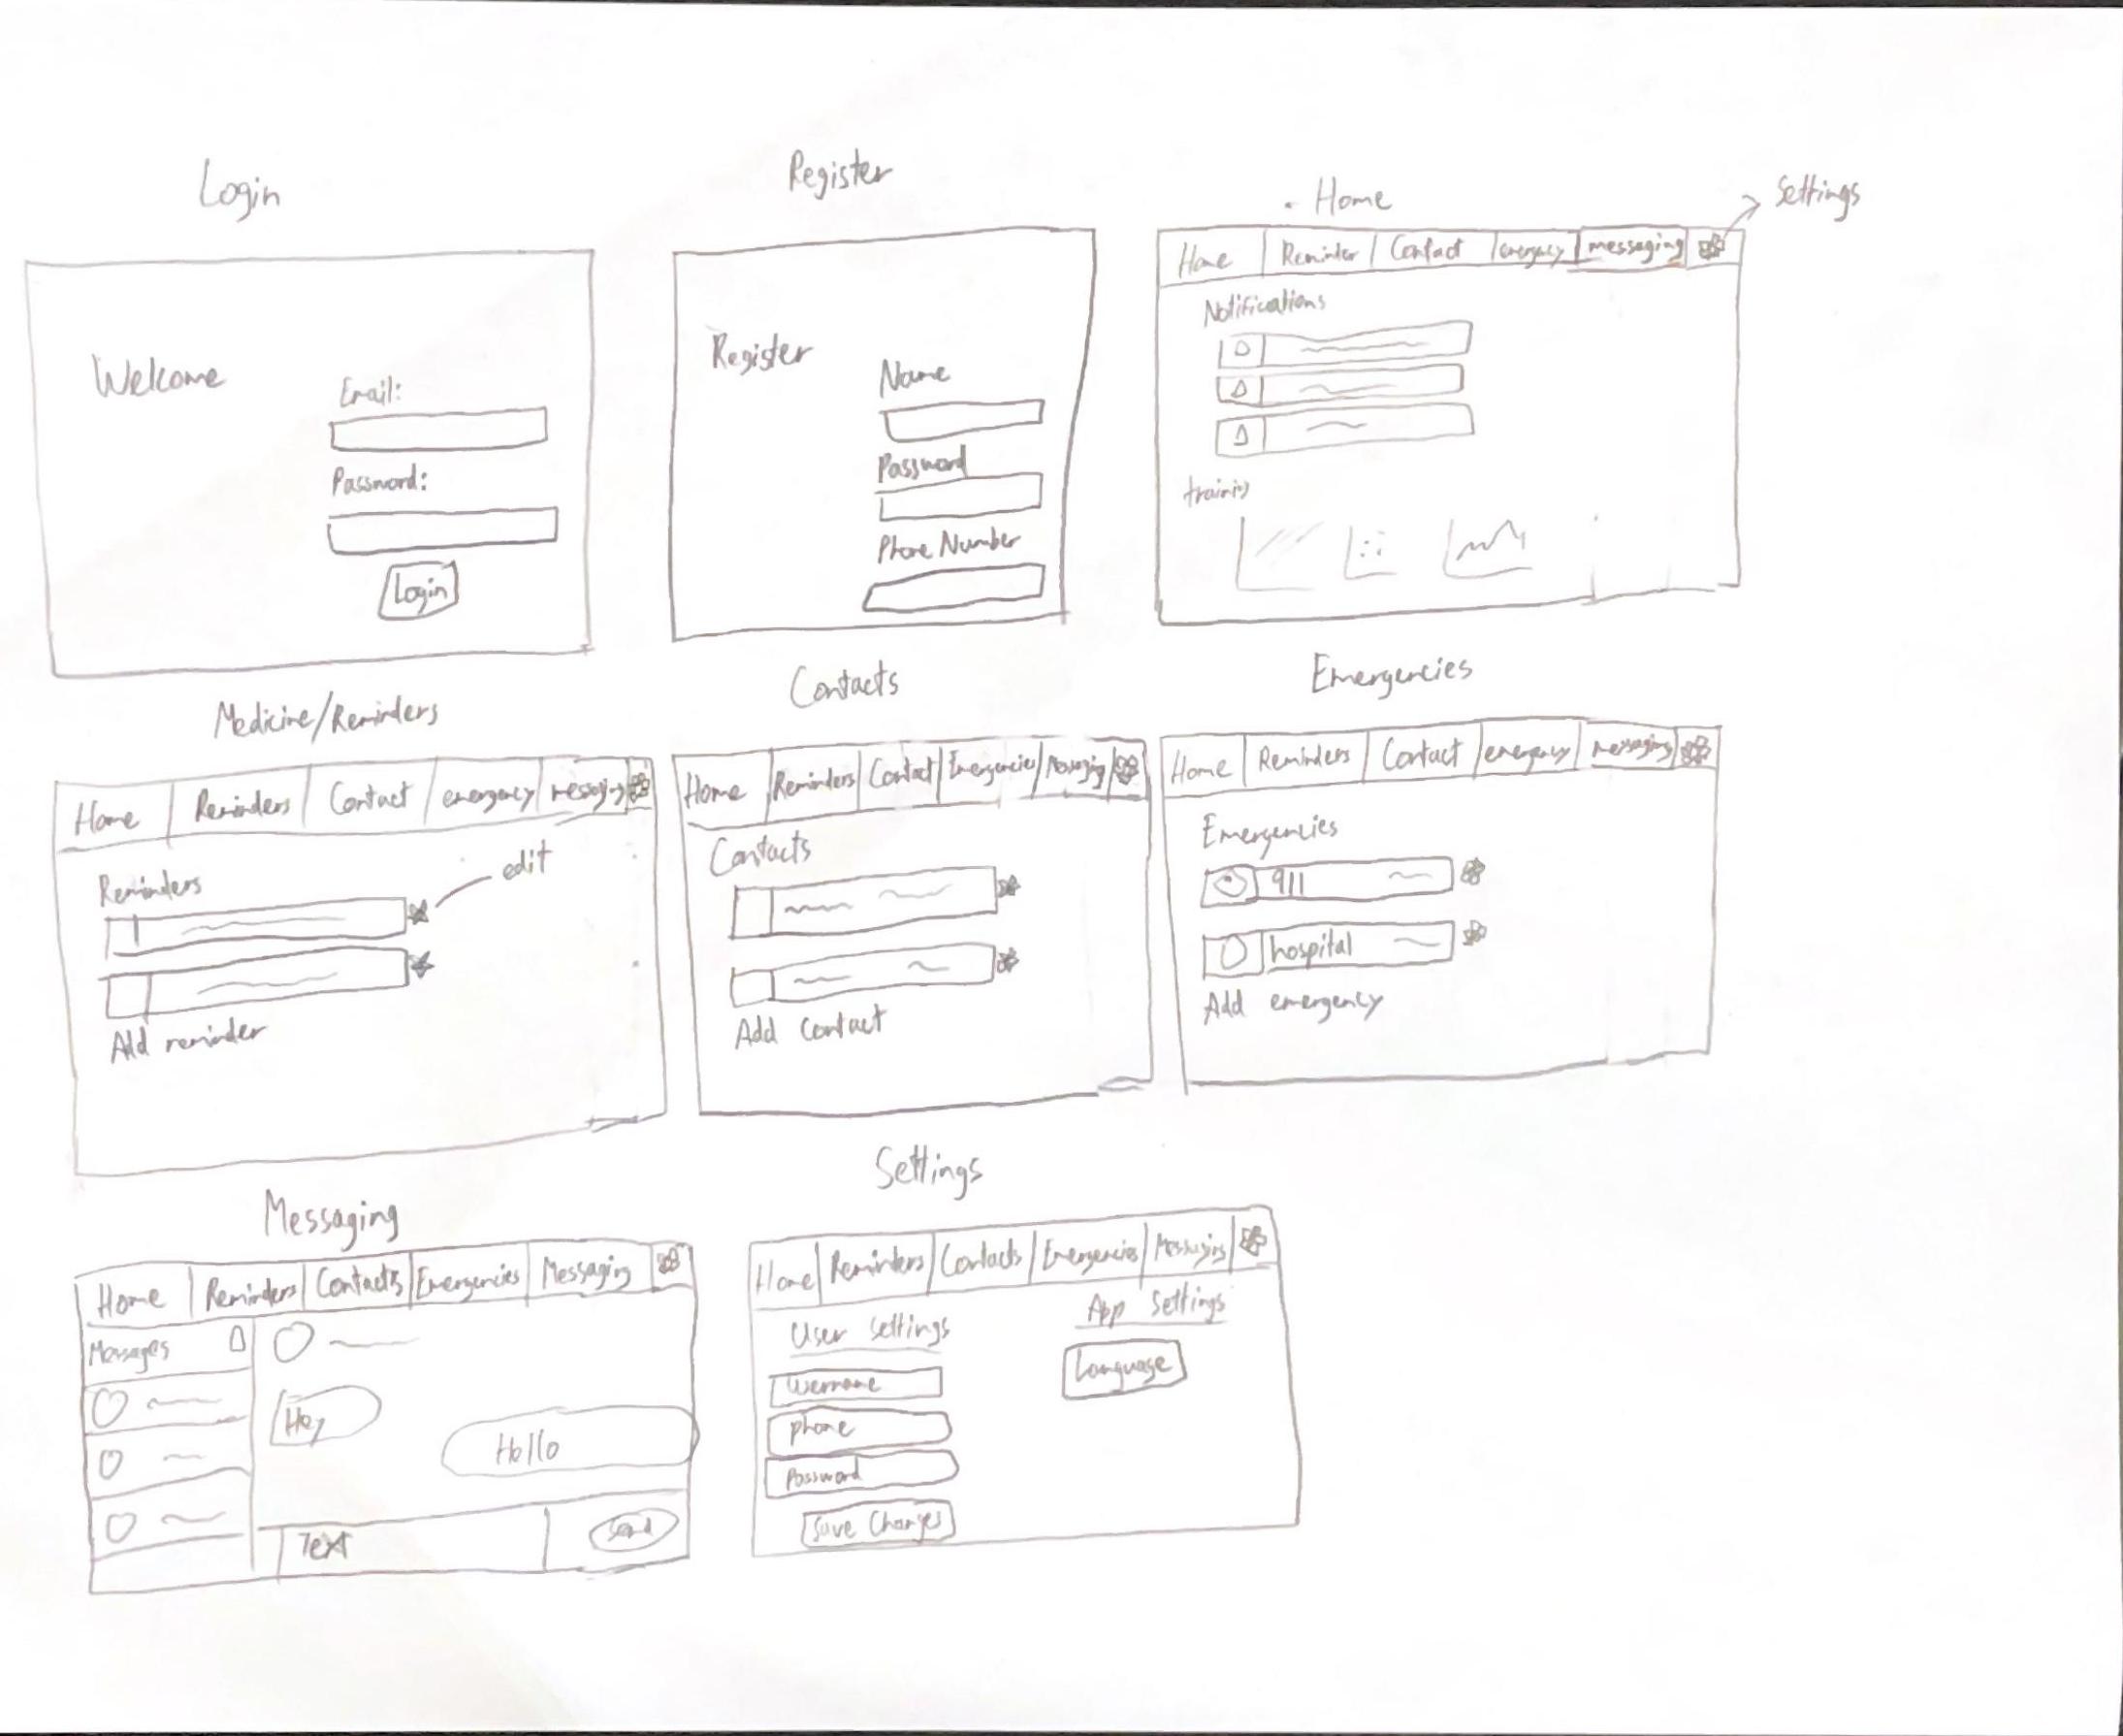 Login
Welcome
Email:
Password:
Login
Register
Register
Name
Password
Phone Number
Home
Settings
Home Reminder Contact emergency messaging
Notifications
Medicine/Reminders
Home Reminders Contact emergency messaging
Reminders
edit
Add reminder
Contacts
Home Reminders Contact Emergencies Messaging
Contacts
Add Contact
Emergencies
Home Reminders Contact emergency messaging
Emergencies
911
hospital
Add emergency
Messaging
Home Reminders Contacts Emergencies Messaging
Messages
Hey
Hello
Text
Send
Settings
Home Reminders Contacts Emergencies Messaging
User settings
App settings
username
Language
phone
Password
Save Changes